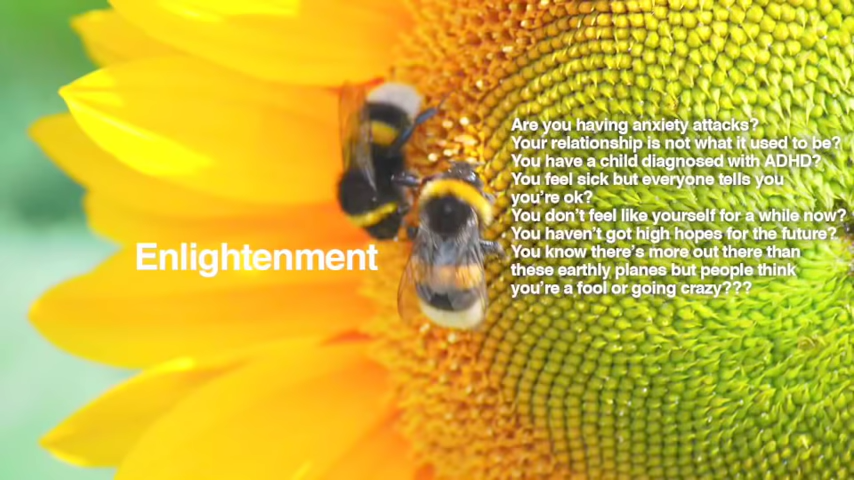 Enlightenment
Are you having anxiety attacks?
Your relationship is not what it used to be?
You have a child diagnosed with ADHD?
You feel sick but everyone tells you
you're ok?
You don't feel like yourself for a while now?
You haven't got high hopes for the future?
You know there's more out there than
these earthly planes but people think
you're a fool or going crazy???